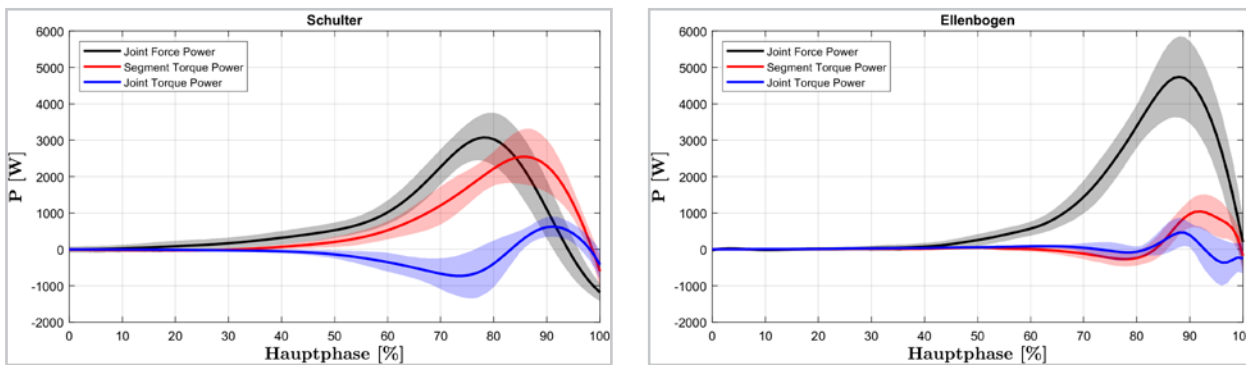 Schulter
6000
5000
4000
3000
2000
1000
0
-1000
-2000
P [W]
Joint Force Power
Segment Torque Power
Joint Torque Power
0 10 20 30 40 50 60 70 80 90 100
Hauptphase [%]
Ellenbogen
6000
5000
4000
3000
2000
1000
0
-1000
-2000
P [W]
Joint Force Power
Segment Torque Power
Joint Torque Power
0 10 20 30 40 50 60 70 80 90 100
Hauptphase [%]